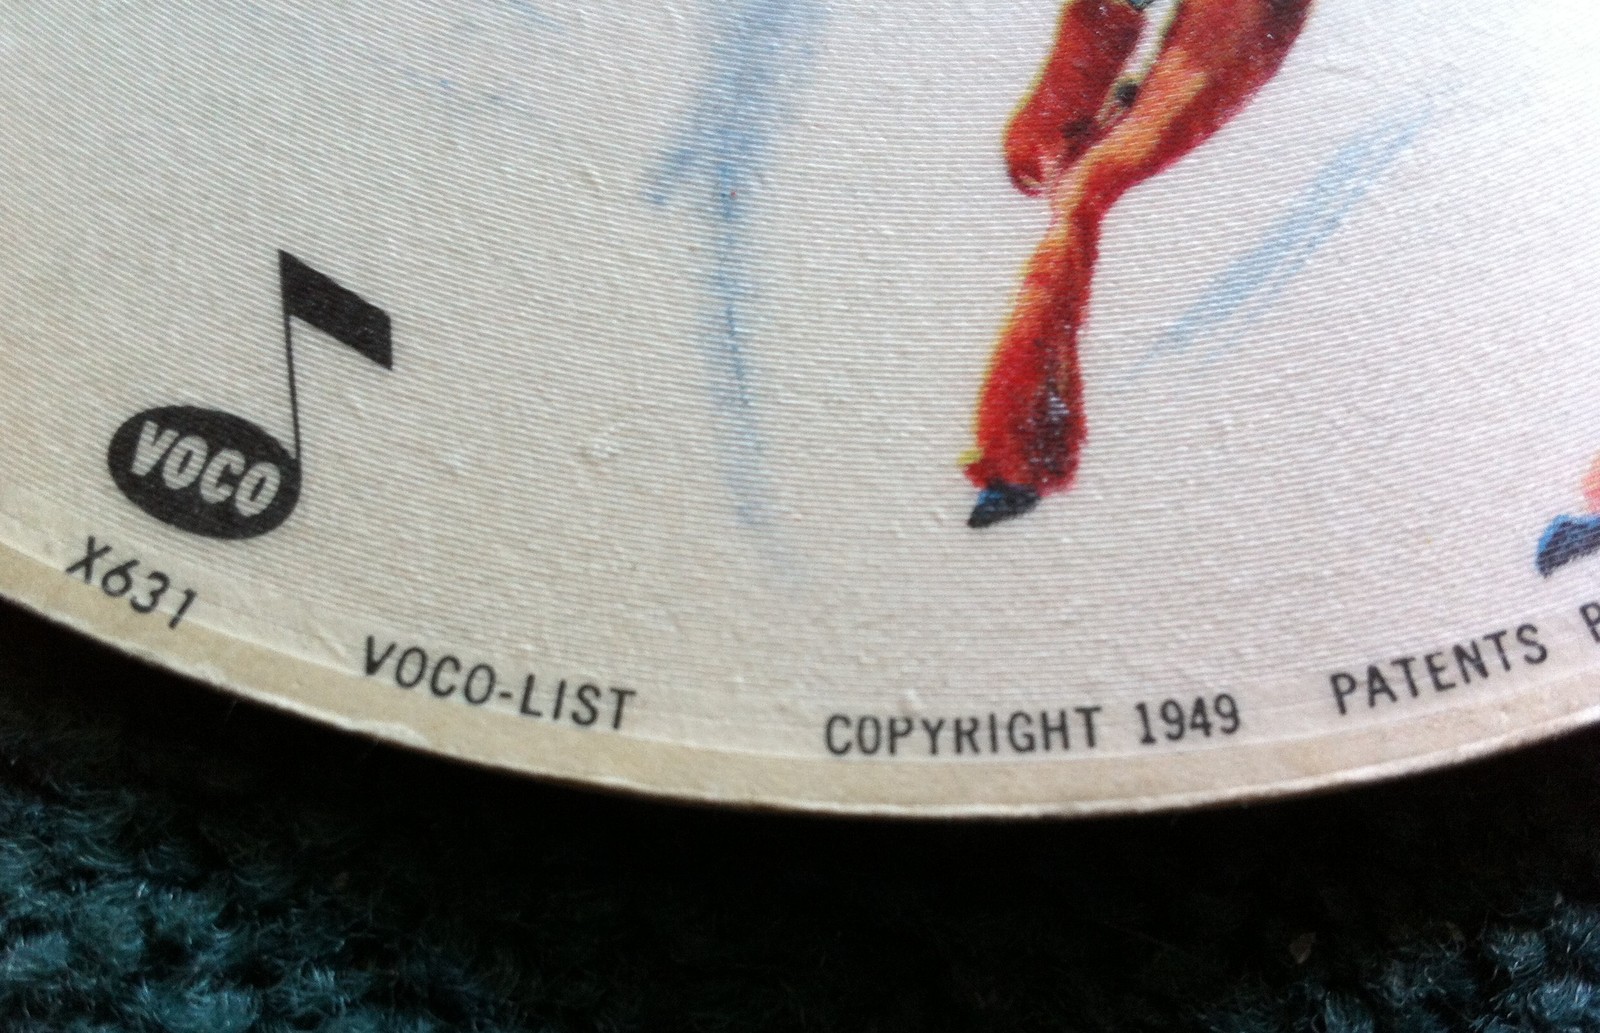 VOCO
X631
VOCO-LIST COPYRIGHT 1949 PATENTS